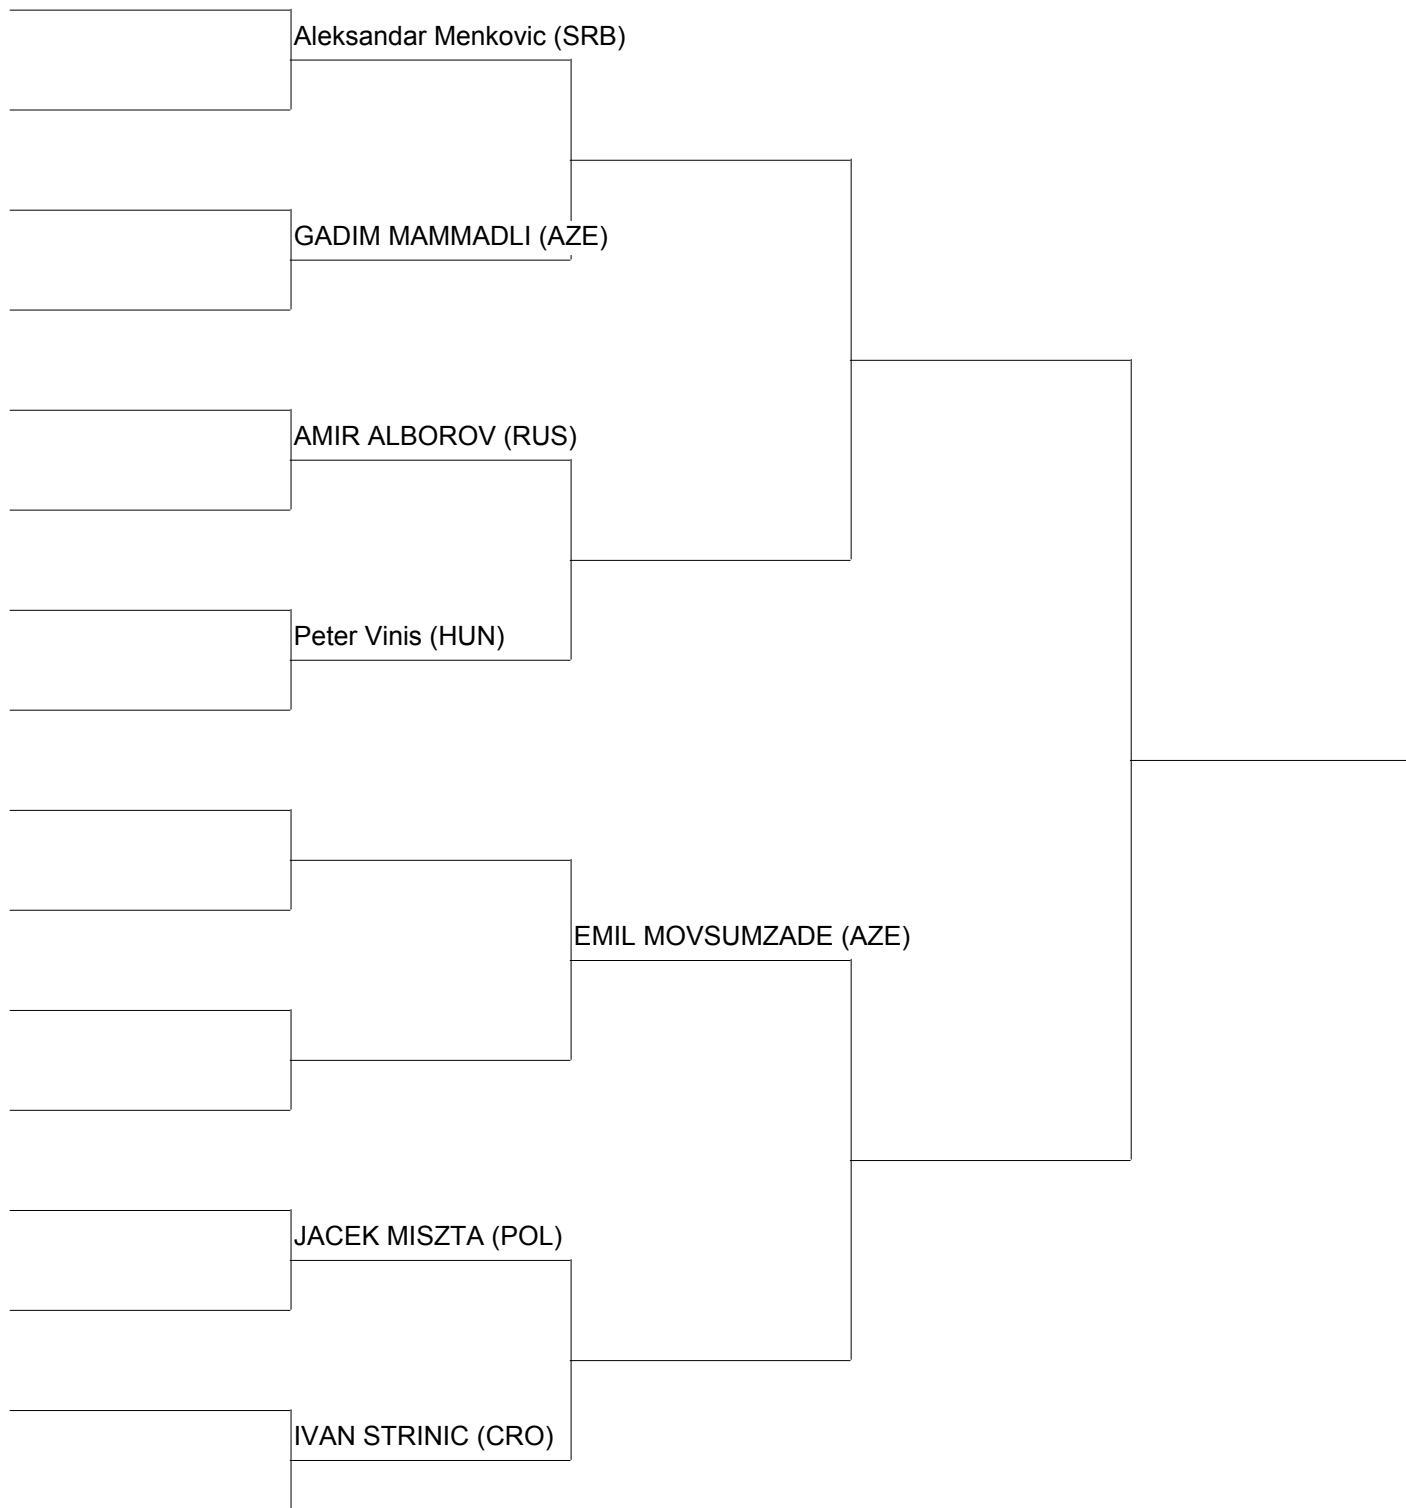 Aleksandar Menkovic (SRB)
GADIM MAMMADLI (AZE)
AMIR ALBOROV (RUS)
Peter Vinis (HUN)
EMIL MOVSUMZADE (AZE)
JACEK MISZTA (POL)
IVAN STRINIC (CRO)